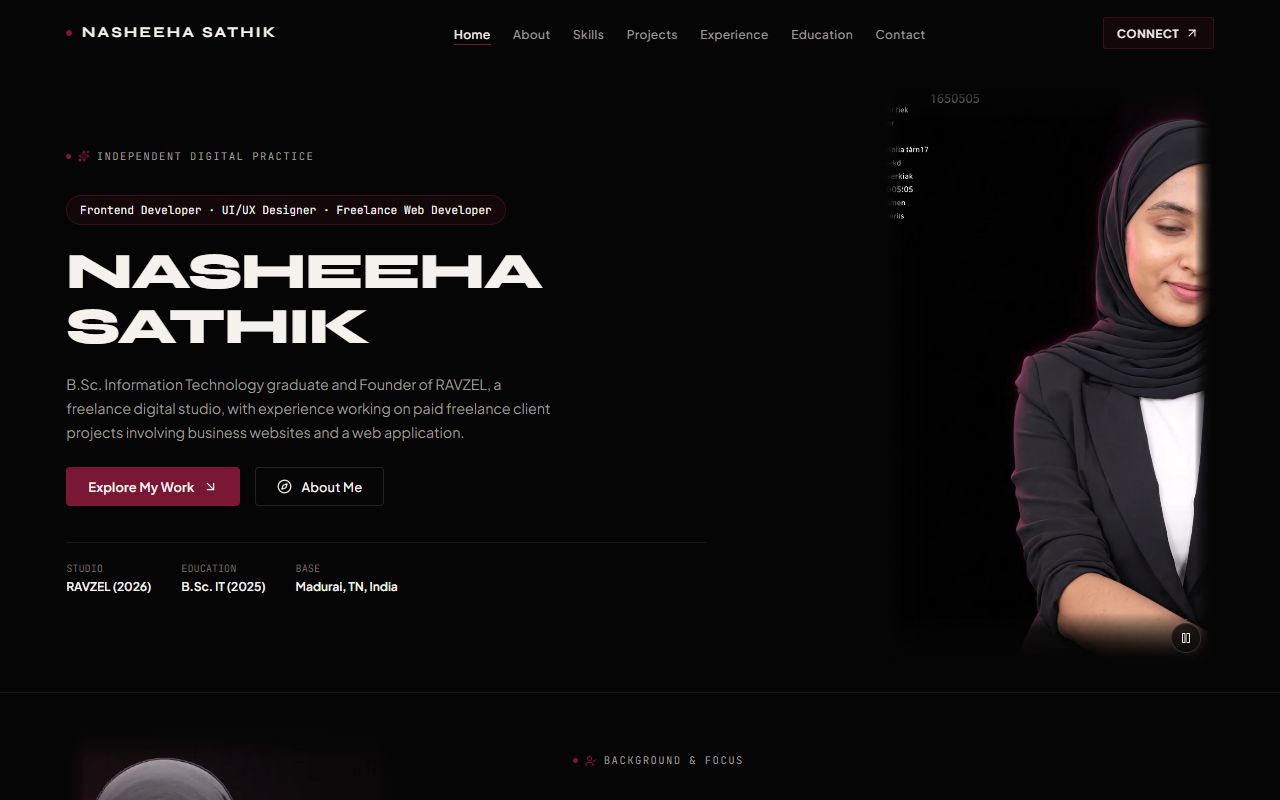 NASHEEHA SATHIK
Home
About
Skills
Projects
Experience
Education
Contact
CONNECT
1650505
INDEPENDENT DIGITAL PRACTICE
Frontend Developer · UI/UX Designer · Freelance Web Developer
NASHEEHA
SATHIK
B.Sc. Information Technology graduate and Founder of RAVZEL, a
freelance digital studio, with experience working on paid freelance client
projects involving business websites and a web application.
Explore My Work
About Me
STUDIO
RAVZEL (2026)
EDUCATION
B.Sc. IT (2025)
BASE
Madurai, TN, India
BACKGROUND & FOCUS